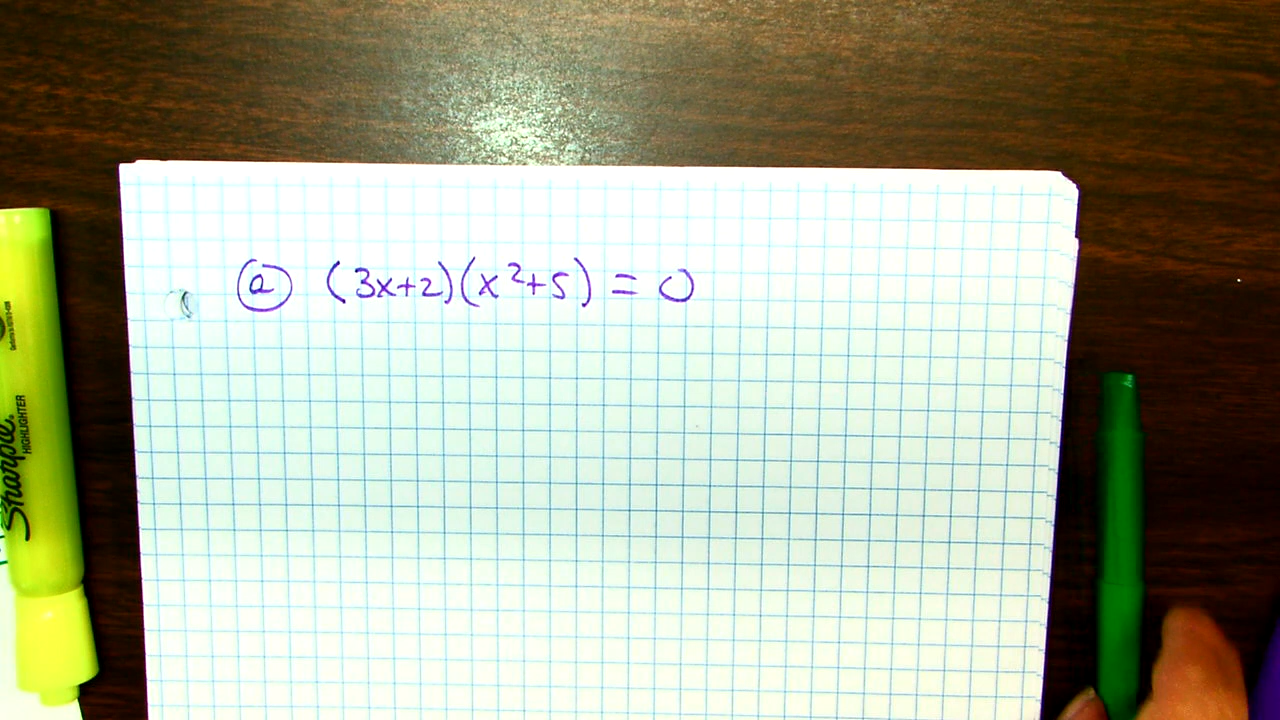 (a) (3x+2)(x²+5) = 0
Sharpie.
HIGHLIGHTER